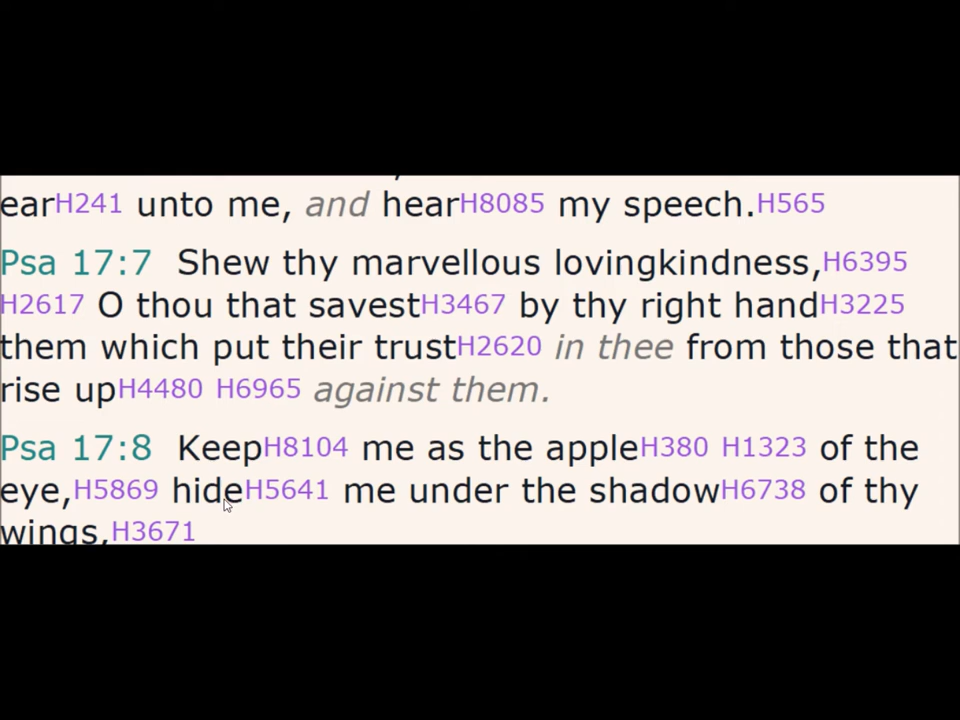 earH241 unto me, and hearH8085 my speech.H565
Psa 17:7 Shew thy marvellous lovingkindness,H6395
H2617 O thou that savestH3467 by thy right handH3225
them which put their trustH2620 in thee from those that
rise upH4480 H6965 against them.
Psa 17:8 KeepH8104 me as the appleH380 H1323 of the
eye,H5869 hideH5641 me under the shadowH6738 of thy
wings,H3671